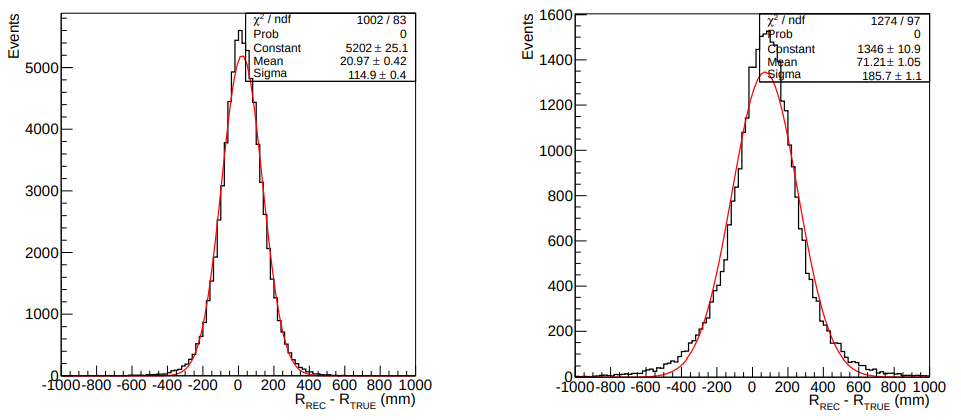 Events
χ² / ndf 1002 / 83
Prob 0
Constant 5202 ± 25.1
Mean 20.97 ± 0.42
Sigma 114.9 ± 0.4
5000
4000
3000
2000
1000
0
-1000 -800 -600 -400 -200 0 200 400 600 800 1000
R_REC - R_TRUE (mm)
Events
χ² / ndf 1274 / 97
Prob 0
Constant 1346 ± 10.9
Mean 71.21 ± 1.05
Sigma 185.7 ± 1.1
1600
1400
1200
1000
800
600
400
200
0
-1000 -800 -600 -400 -200 0 200 400 600 800 1000
R_REC - R_TRUE (mm)